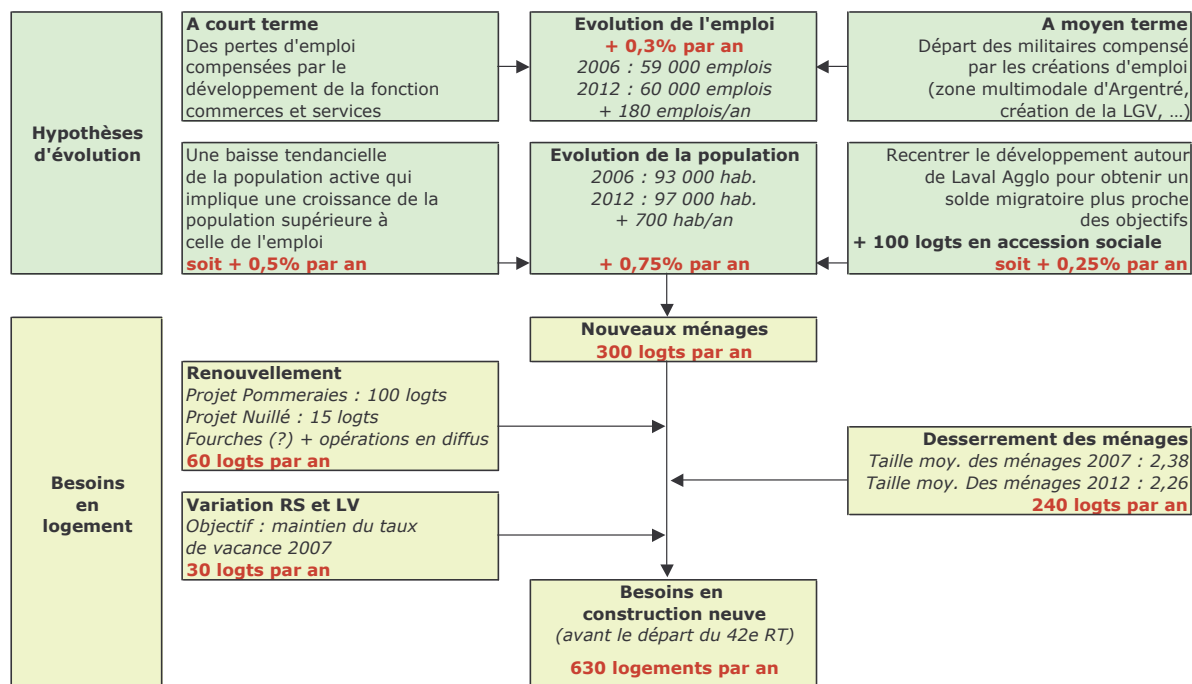 Hypothèses
d'évolution
A court terme
Des pertes d'emploi
compensées par le
développement de la fonction
commerces et services
Evolution de l'emploi
+ 0,3% par an
2006 : 59 000 emplois
2012 : 60 000 emplois
+ 180 emplois/an
A moyen terme
Départ des militaires compensé
par les créations d'emploi
(zone multimodale d'Argentré,
création de la LGV, …)
Une baisse tendancielle
de la population active qui
implique une croissance de la
population supérieure à
celle de l'emploi
soit + 0,5% par an
Evolution de la population
2006 : 93 000 hab.
2012 : 97 000 hab.
+ 700 hab/an
+ 0,75% par an
Recentrer le développement autour
de Laval Agglo pour obtenir un
solde migratoire plus proche
des objectifs
+ 100 logts en accession sociale
soit + 0,25% par an
Besoins
en
logement
Nouveaux ménages
300 logts par an
Renouvellement
Projet Pommeraies : 100 logts
Projet Nuillé : 15 logts
Fourches (?) + opérations en diffus
60 logts par an
Desserrement des ménages
Taille moy. des ménages 2007 : 2,38
Taille moy. Des ménages 2012 : 2,26
240 logts par an
Variation RS et LV
Objectif : maintien du taux
de vacance 2007
30 logts par an
Besoins en
construction neuve
(avant le départ du 42e RT)
630 logements par an